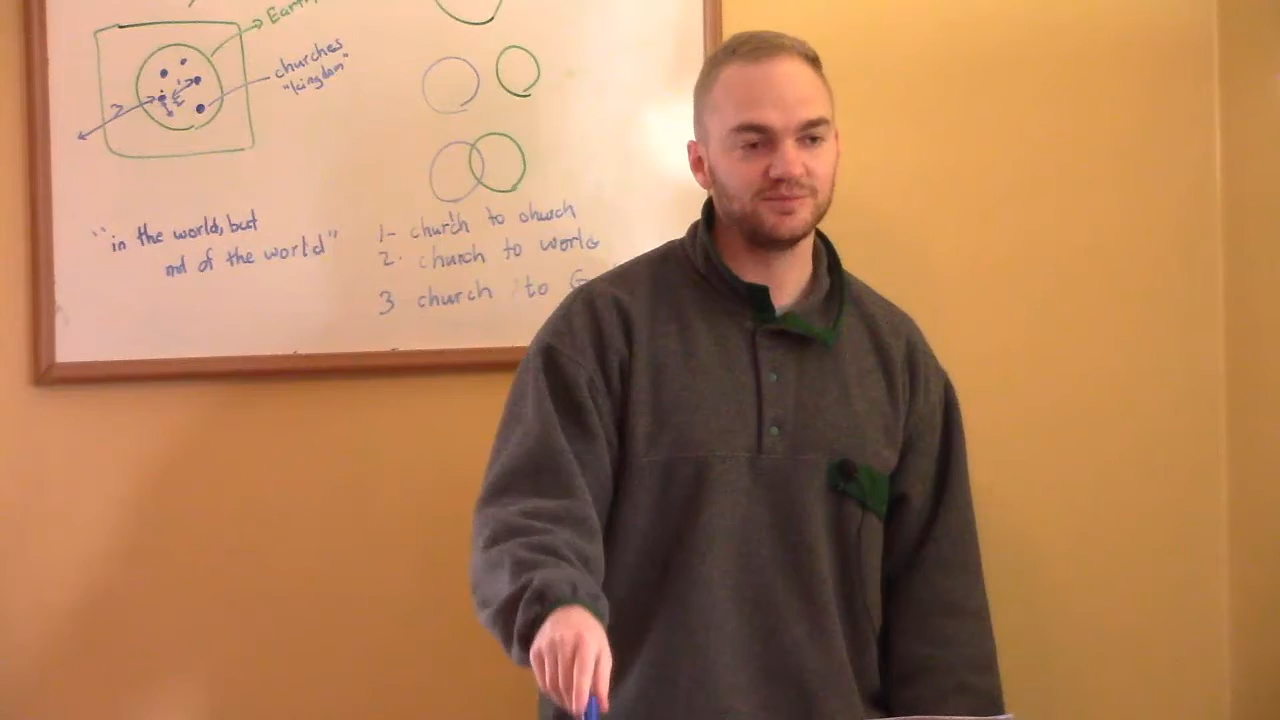 Earth
churches
"kingdom"
"in the world, but
not of the world"
1- church to church
2. church to world
3 church to G